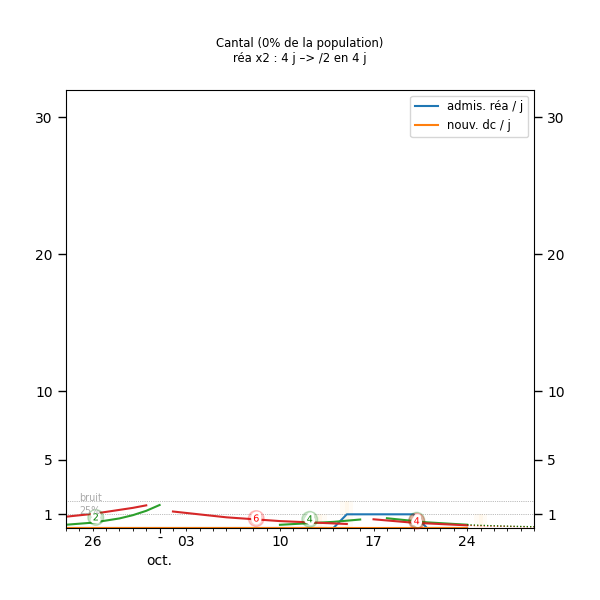 Cantal (0% de la population)
réa x2 : 4 j –> /2 en 4 j
admis. réa / j
nouv. dc / j
30 30
20 20
10 10
5 5
bruit
25%
1 1
2 6 4 4
26 - 03 10 17 24
oct.